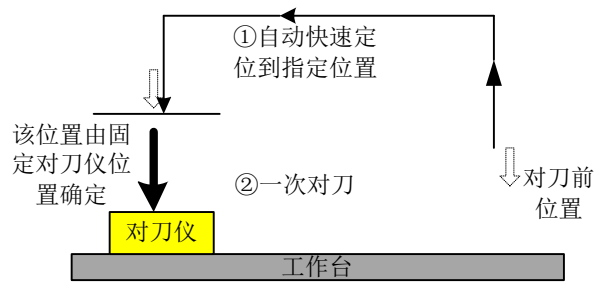 ①自动快速定
位到指定位置
该位置由固
定对刀仪位
置确定
②一次对刀
对刀前
位置
对刀仪
工作台